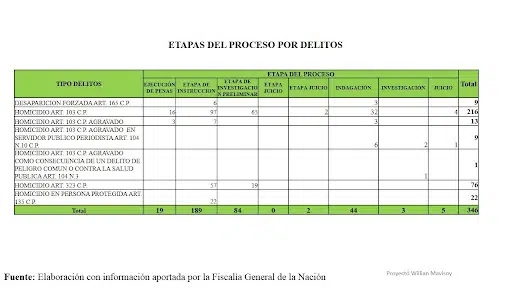 ETAPAS DEL PROCESO POR DELITOS
ETAPA DEL PROCESO
TIPO DELITOS EJECUCIÓN DE PENAS ETAPA DE INSTRUCCION ETAPA DE INVESTIGACIO N PRELIMINAR ETAPA JUICIO ETAPA JUICIO INDAGACIÓN INVESTIGACION JUICIO Total
DESAPARICION FORZADA ART. 165 C.P 6 3 9
HOMICIDIO ART. 103 C.P. 16 97 65 2 32 4 216
HOMICIDIO ART. 103 C.P. AGRAVADO 3 7 3 13
HOMICIDIO ART. 103 C.P. AGRAVADO EN
SERVIDOR PUBLICO PERIODISTA ART. 104
N.10 C.P. 6 2 1 9
HOMICIDIO ART. 103 C.P. AGRAVADO
COMO CONSECUENCIA DE UN DELITO DE
PELIGRO COMUN O CONTRA LA SALUD
PUBLICA ART. 104 N.3 1 1
HOMICIDIO ART. 323 C.P. 57 19 76
HOMICIDIO EN PERSONA PROTEGIDA ART.
135 C.P. 22 22
Total 19 189 84 0 2 44 3 5 346
Fuente: Elaboración con información aportada por la Fiscalía General de la Nación
Proyectó Willian Mavisoy